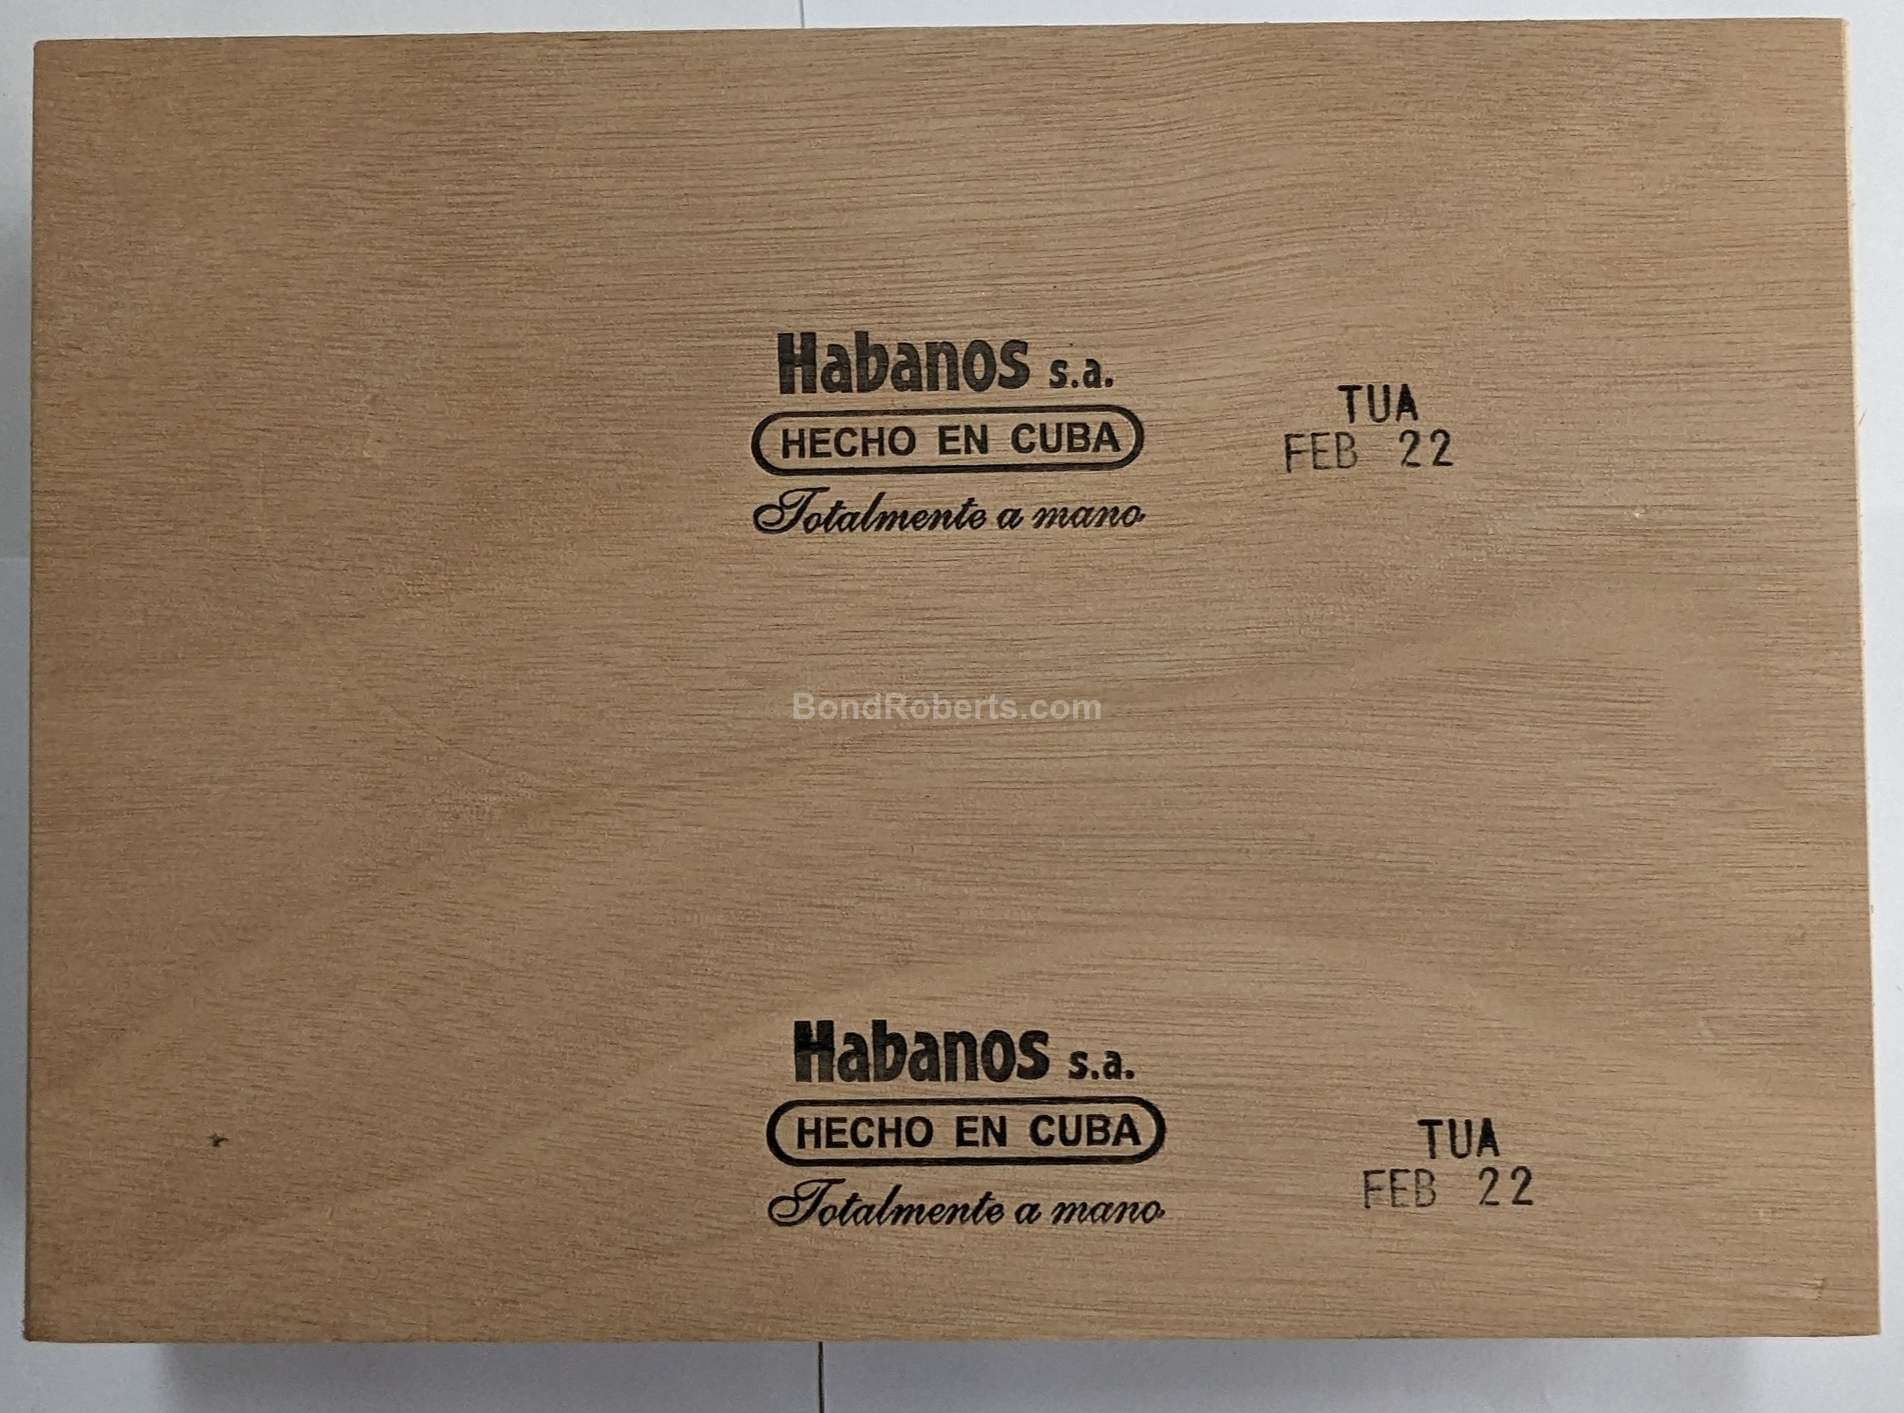 Habanos s.a.
HECHO EN CUBA
Totalmente a mano
TUA
FEB 22
BondRoberts.com
Habanos s.a.
HECHO EN CUBA
Totalmente a mano
TUA
FEB 22